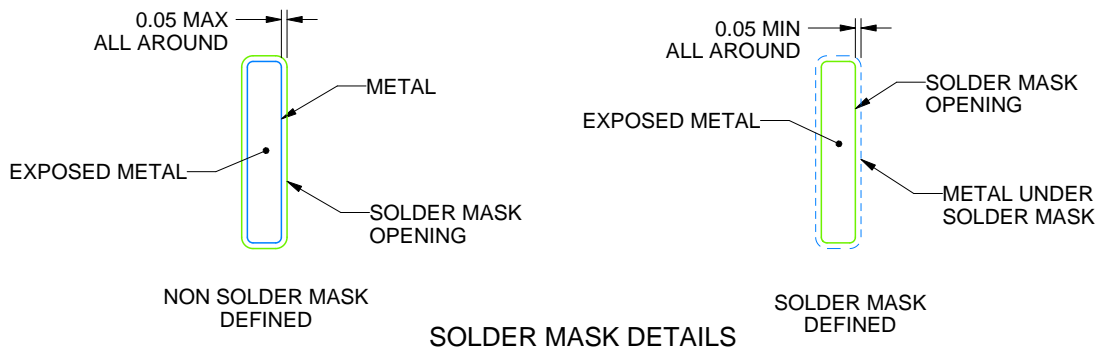 0.05 MAX
ALL AROUND
METAL
EXPOSED METAL
SOLDER MASK
OPENING
NON SOLDER MASK
DEFINED
0.05 MIN
ALL AROUND
SOLDER MASK
OPENING
EXPOSED METAL
METAL UNDER
SOLDER MASK
SOLDER MASK
DEFINED
SOLDER MASK DETAILS